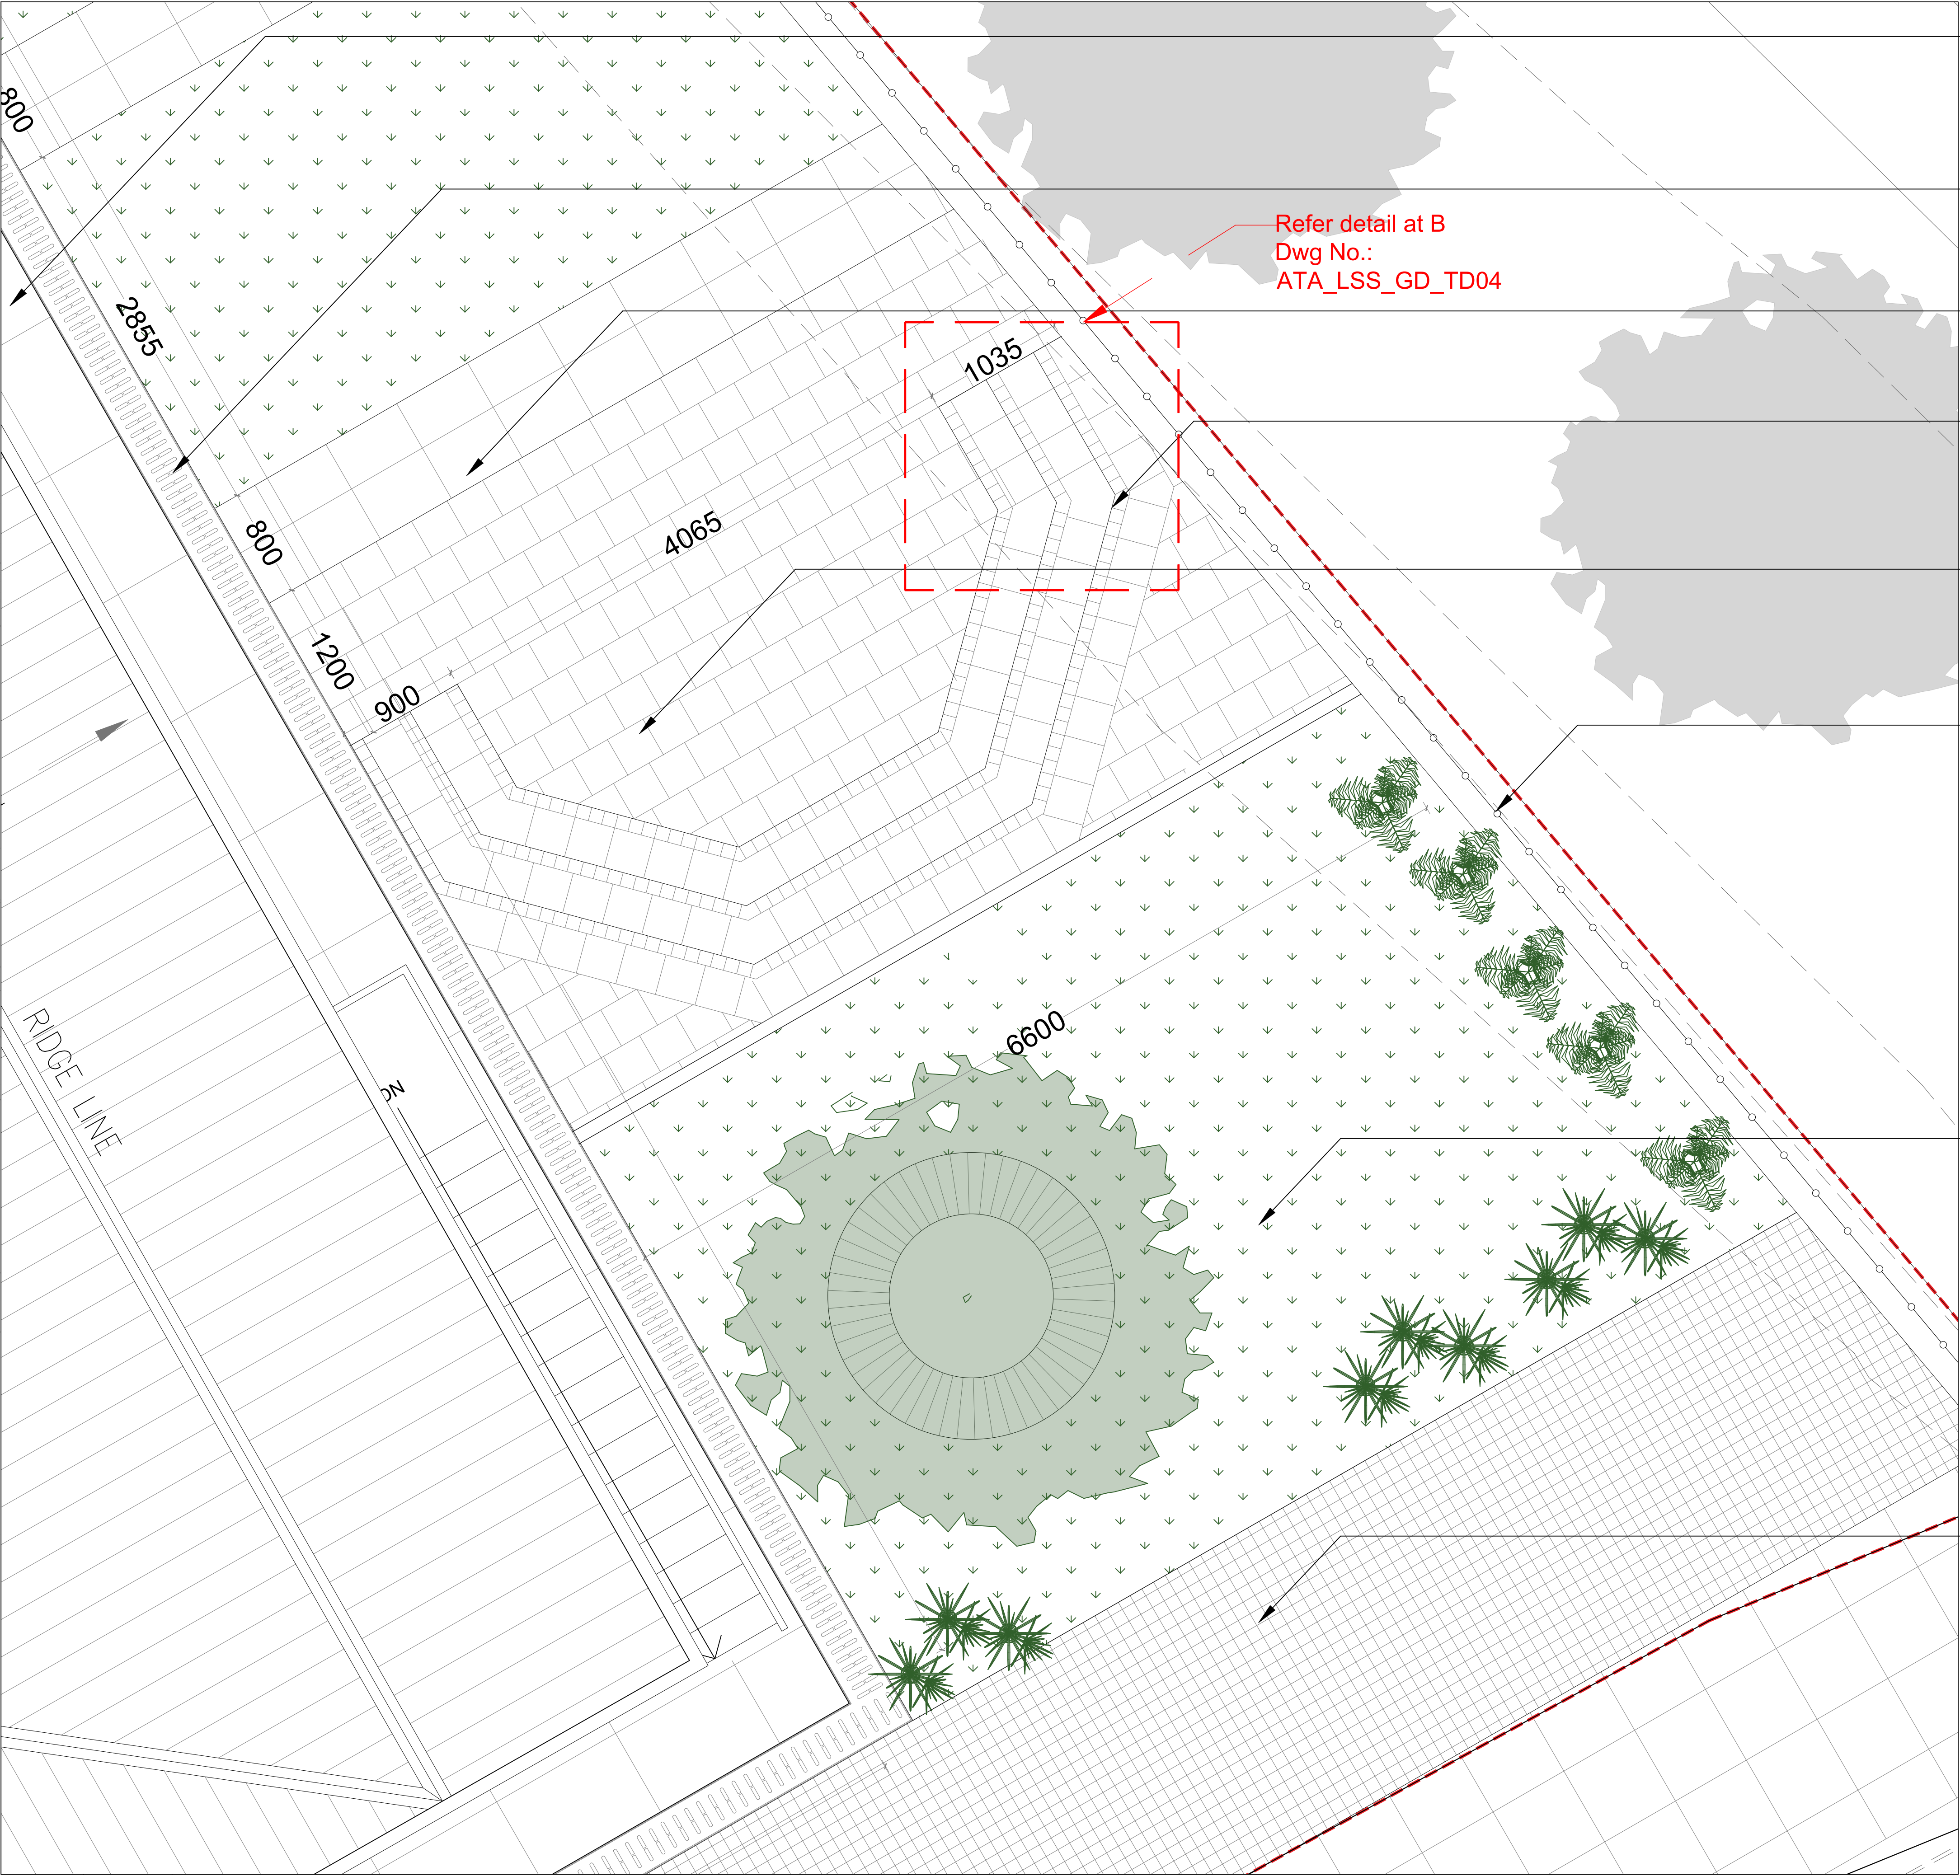 800
Refer detail at B
Dwg No.:
ATA_LSS_GD_TD04
2855
1035
800
4065
1200
900
6600
RIDGE LINE